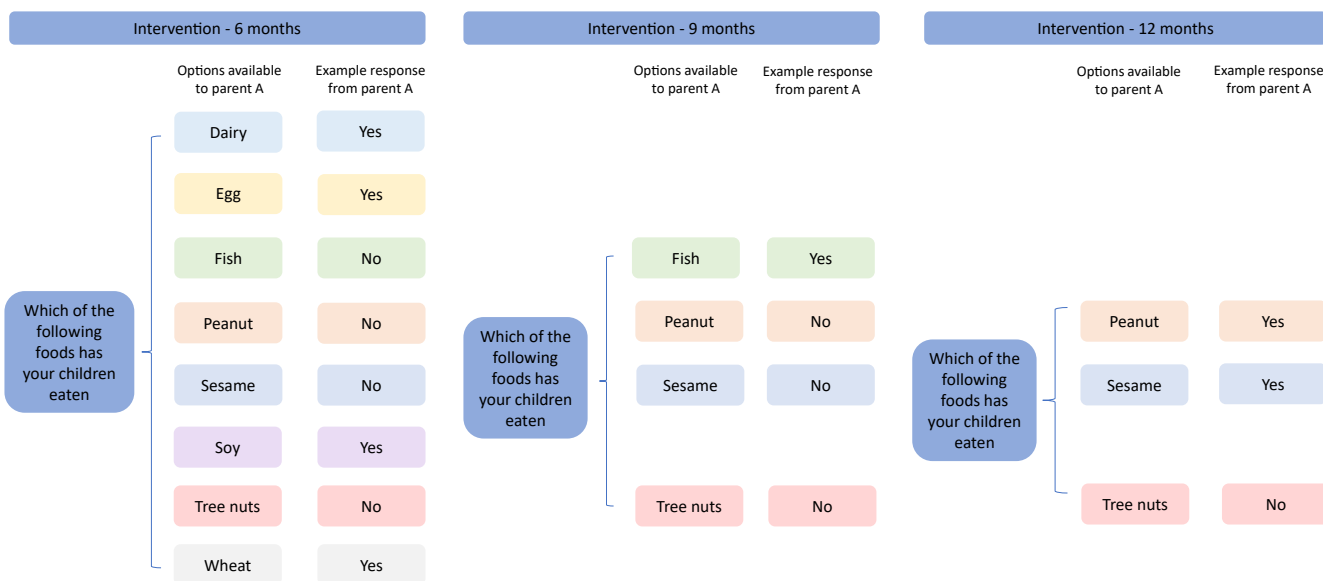 Intervention - 6 months
Options available
to parent A
Example response
from parent A
Which of the
following
foods has
your children
eaten
Dairy
Yes
Egg
Yes
Fish
No
Peanut
No
Sesame
No
Soy
Yes
Tree nuts
No
Wheat
Yes
Intervention - 9 months
Options available
to parent A
Example response
from parent A
Which of the
following
foods has
your children
eaten
Fish
Yes
Peanut
No
Sesame
No
Tree nuts
No
Intervention - 12 months
Options available
to parent A
Example response
from parent A
Which of the
following
foods has
your children
eaten
Peanut
Yes
Sesame
Yes
Tree nuts
No